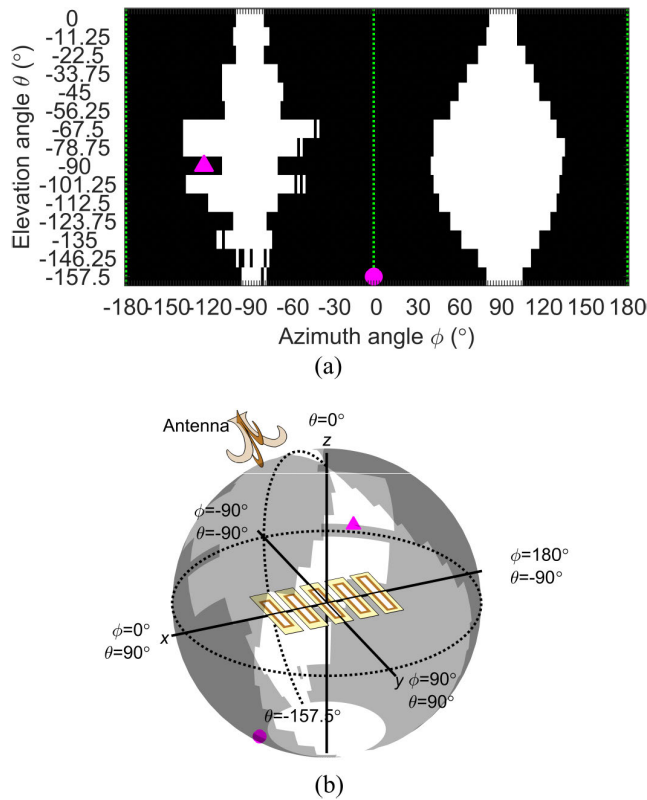 0
-11.25
-22.5
-33.75
-45
-56.25
-67.5
-78.75
-90
-101.25
-112.5
-123.75
-135
-146.25
-157.5
Elevation angle θ (°)
-180 -150 -120 -90 -60 -30 0 30 60 90 120 150 180
Azimuth angle ϕ (°)
(a)
Antenna
θ=0°
z
ϕ=-90°
θ=-90°
ϕ=180°
θ=-90°
ϕ=0°
θ=90°
x
y
ϕ=90°
θ=90°
θ=-157.5°
(b)